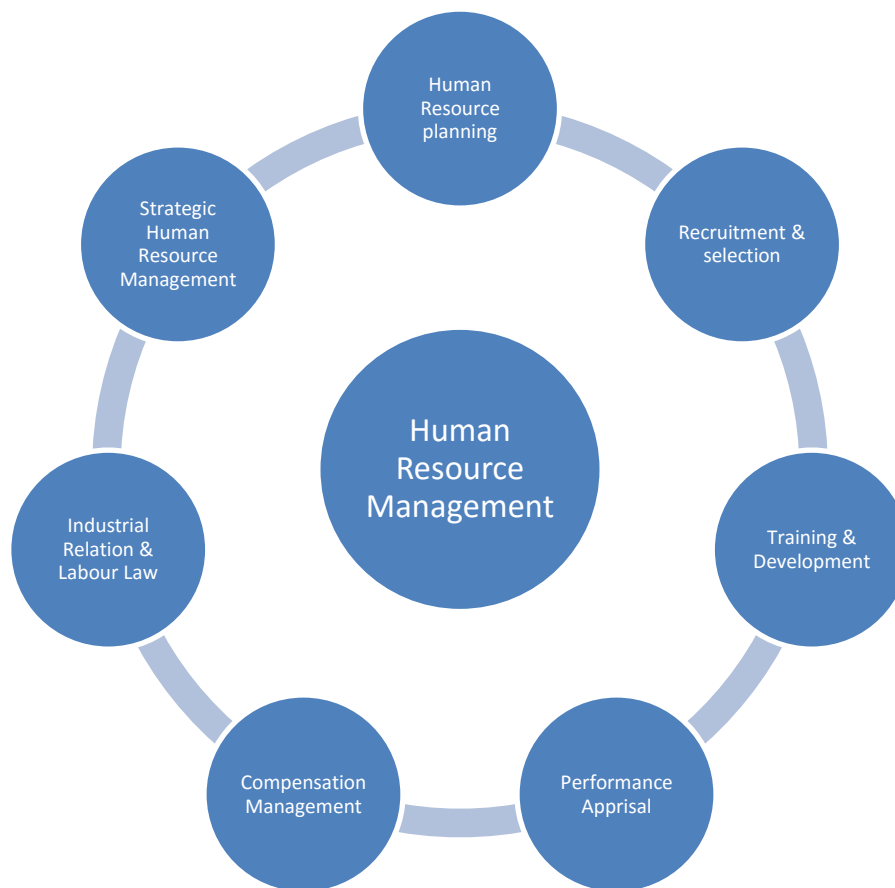 Human
Resource
planning
Recruitment &
selection
Training &
Development
Performance
Apprisal
Compensation
Management
Industrial
Relation &
Labour Law
Strategic
Human
Resource
Management
Human
Resource
Management